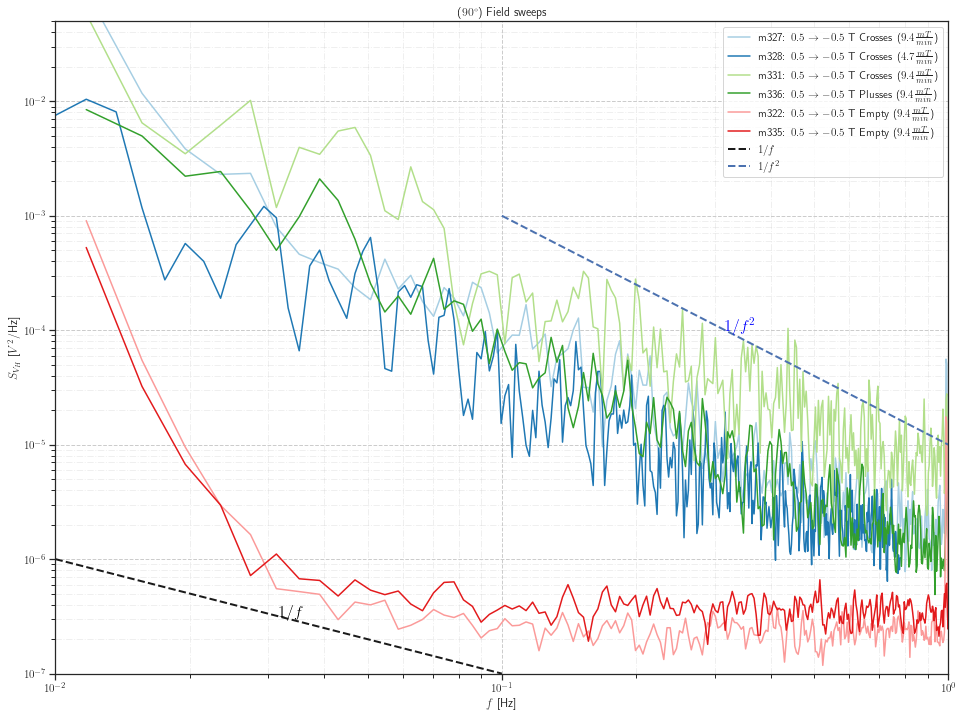 (90°) Field sweeps
m327: 0.5 → −0.5 T Crosses (9.4 mT/min)
m328: 0.5 → −0.5 T Crosses (4.7 mT/min)
m331: 0.5 → −0.5 T Crosses (9.4 mT/min)
m336: 0.5 → −0.5 T Plusses (9.4 mT/min)
m322: 0.5 → −0.5 T Empty (9.4 mT/min)
m335: 0.5 → −0.5 T Empty (9.4 mT/min)
1/f
1/f²
10⁻²
10⁻³
10⁻⁴
10⁻⁵
10⁻⁶
10⁻⁷
S_{V_H} [V²/Hz]
1/f²
1/f
10⁻²
10⁻¹
10⁰
f [Hz]